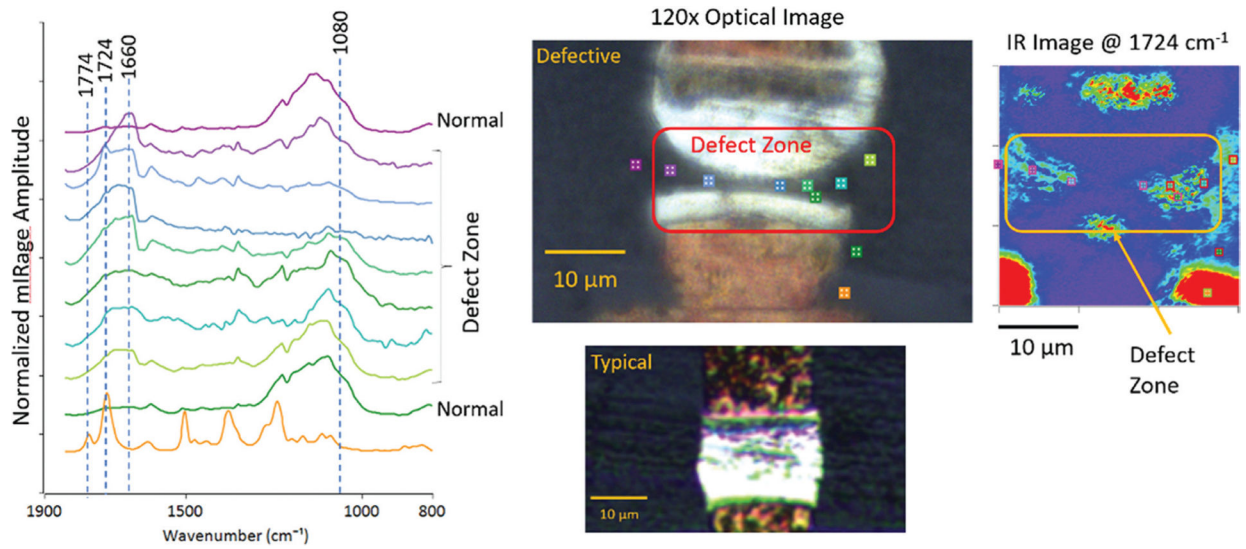 1774
1724
1660
1080
Normal
Defect Zone
Normal
Normalized mIRage Amplitude
1900
1500
1000
800
Wavenumber (cm⁻¹)
120x Optical Image
Defective
Defect Zone
10 µm
Typical
10 µm
IR Image @ 1724 cm⁻¹
10 µm
Defect
Zone